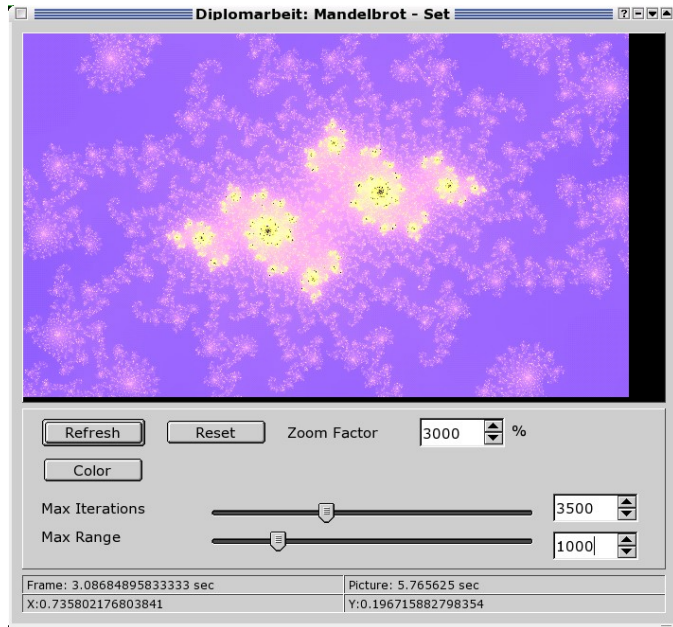 Diplomarbeit: Mandelbrot - Set
Refresh Reset Zoom Factor 3000 %
Color
Max Iterations 3500
Max Range 1000
Frame: 3.08684895833333 sec Picture: 5.765625 sec
X:0.735802176803841 Y:0.196715882798354